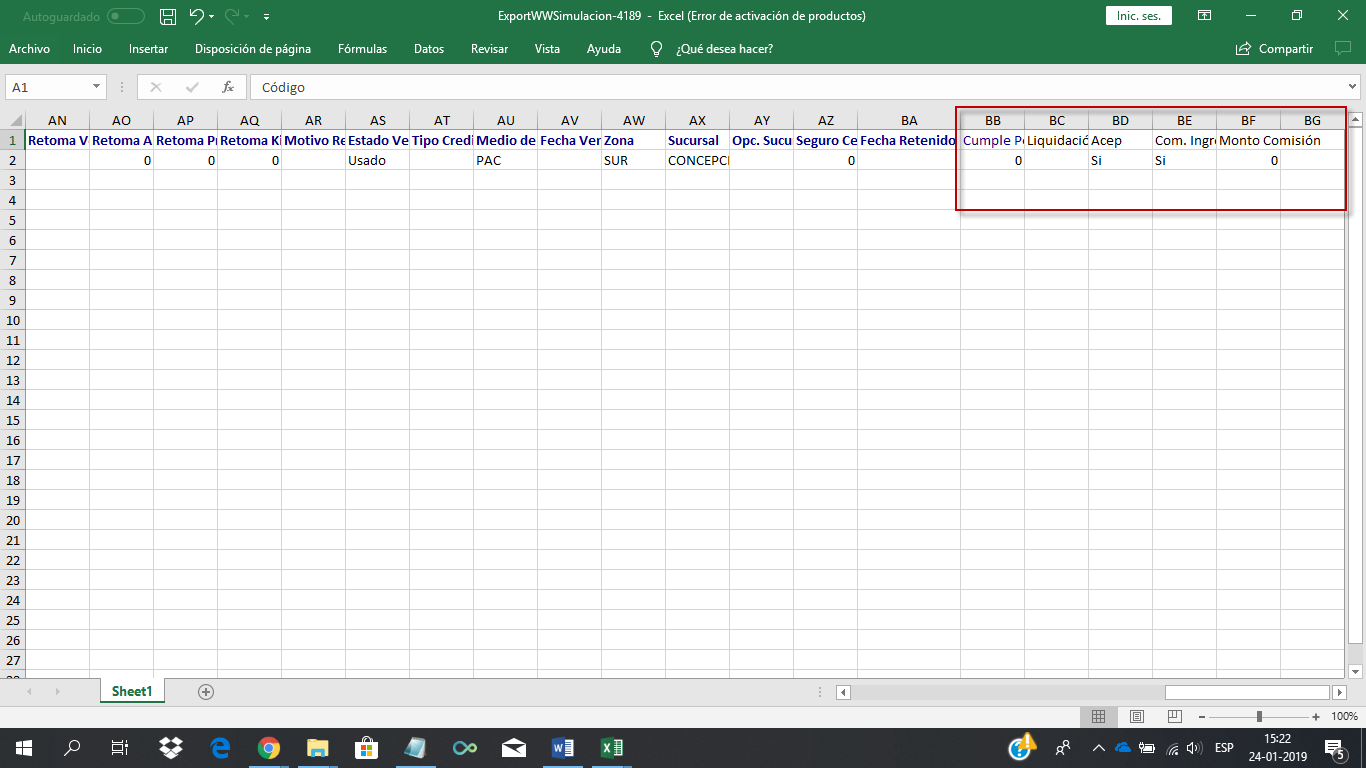 Autoguardado
ExportWWSimulacion-4189 - Excel (Error de activación de productos)
Inic. ses.
Archivo Inicio Insertar Disposición de página Fórmulas Datos Revisar Vista Ayuda ¿Qué desea hacer? Compartir
A1 fx Código
AN AO AP AQ AR AS AT AU AV AW AX AY AZ BA BB BC BD BE BF BG
1 Retoma V Retoma A Retoma Pr Retoma Ki Motivo Re Estado Ve Tipo Credi Medio de Fecha Ver Zona Sucursal Opc. Sucu Seguro Ce Fecha Retenido Cumple Po Liquidació Acep Com. Ingre Monto Comisión
2 0 0 0 Usado PAC SUR CONCEPCI 0 0 Si Si 0
3
4
5
6
7
8
9
10
11
12
13
14
15
16
17
18
19
20
21
22
23
24
25
26
27
Sheet1
100%
ESP
15:22
24-01-2019
5